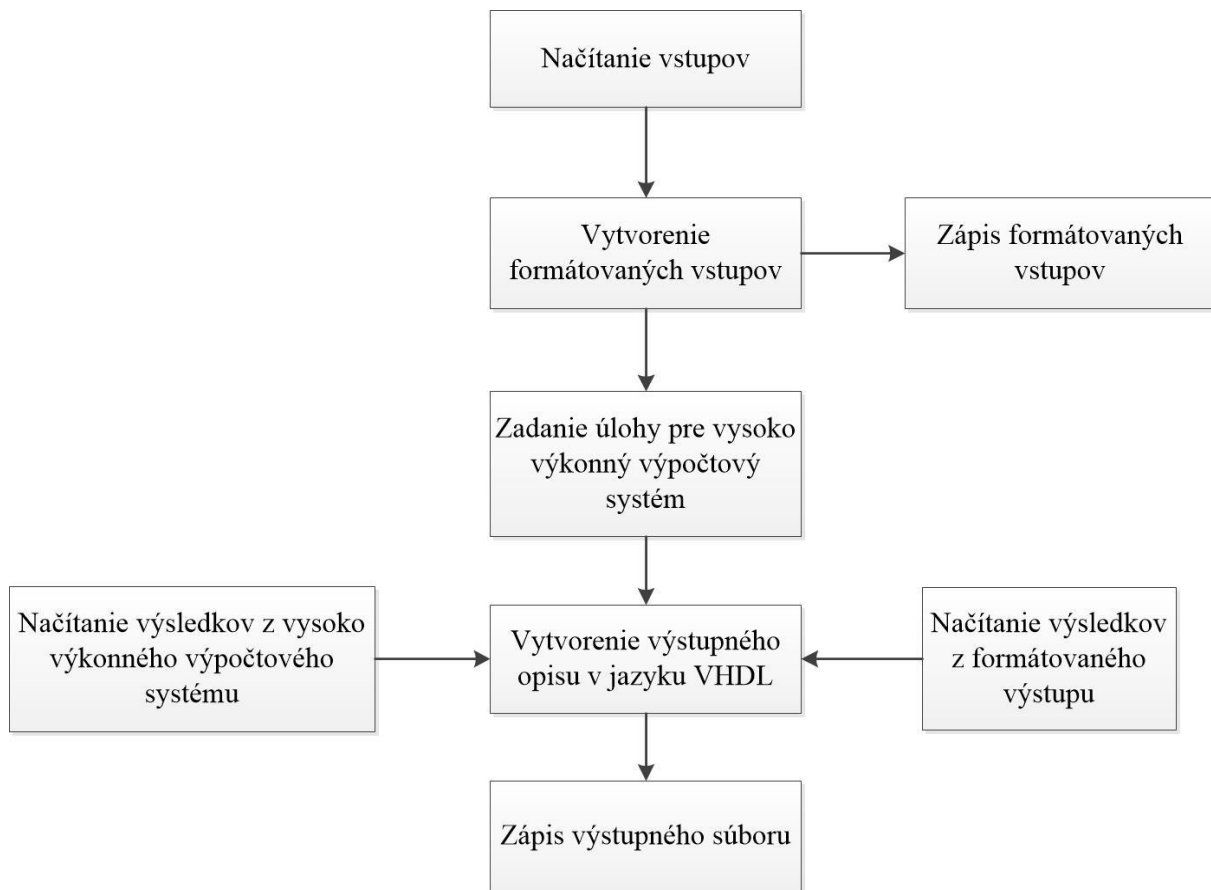 Načítanie vstupov
Vytvorenie
formátovaných vstupov
Zápis formátovaných
vstupov
Zadanie úlohy pre vysoko
výkonný výpočtový
systém
Načítanie výsledkov z vysoko
výkonného výpočtového
systému
Vytvorenie výstupného
opisu v jazyku VHDL
Načítanie výsledkov
z formátovaného
výstupu
Zápis výstupného súboru